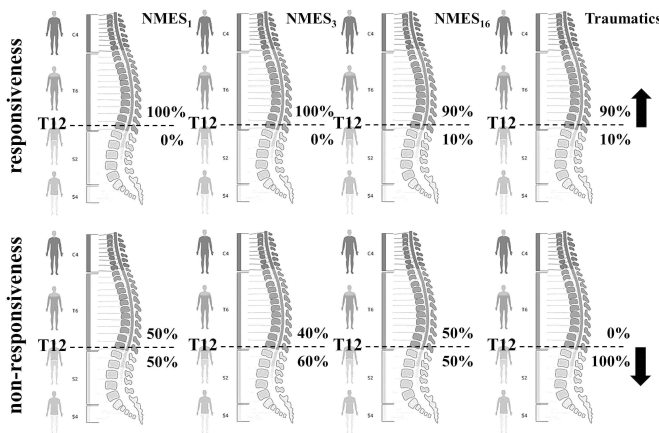 responsiveness
NMES1
C4
T6
100%
T12
0%
S2
S4
NMES3
C4
T6
100%
T12
0%
S2
S4
NMES16
C4
T6
90%
T12
10%
S2
S4
Traumatics
C4
T6
90%
T12
10%
S2
S4
non-responsiveness
C4
T6
50%
T12
50%
S2
S4
C4
T6
40%
T12
60%
S2
S4
C4
T6
50%
T12
50%
S2
S4
C4
T6
0%
T12
100%
S2
S4